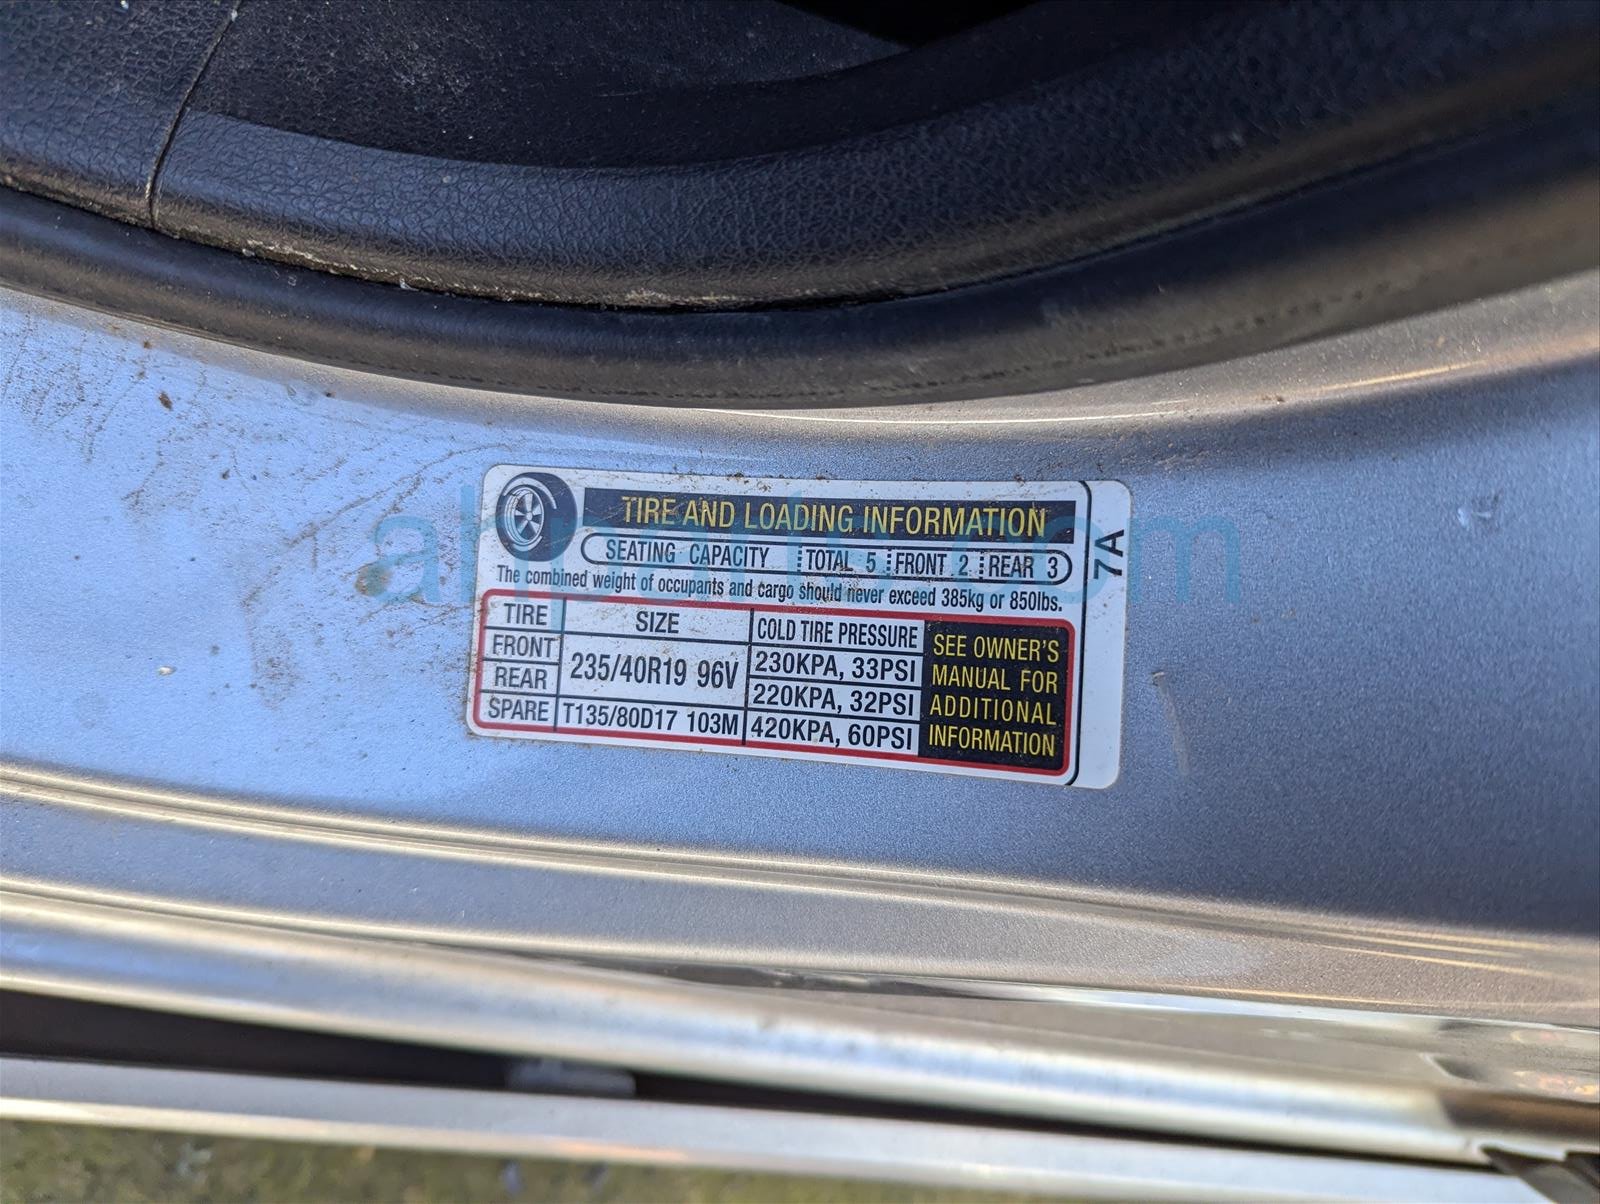 TIRE AND LOADING INFORMATION
SEATING CAPACITY TOTAL 5 FRONT 2 REAR 3
The combined weight of occupants and cargo should never exceed 385kg or 850lbs.
TIRE SIZE COLD TIRE PRESSURE
FRONT 235/40R19 96V 230KPA, 33PSI
REAR 220KPA, 32PSI
SPARE T135/80D17 103M 420KPA, 60PSI
SEE OWNER'S
MANUAL FOR
ADDITIONAL
INFORMATION
7A
ahparts.com